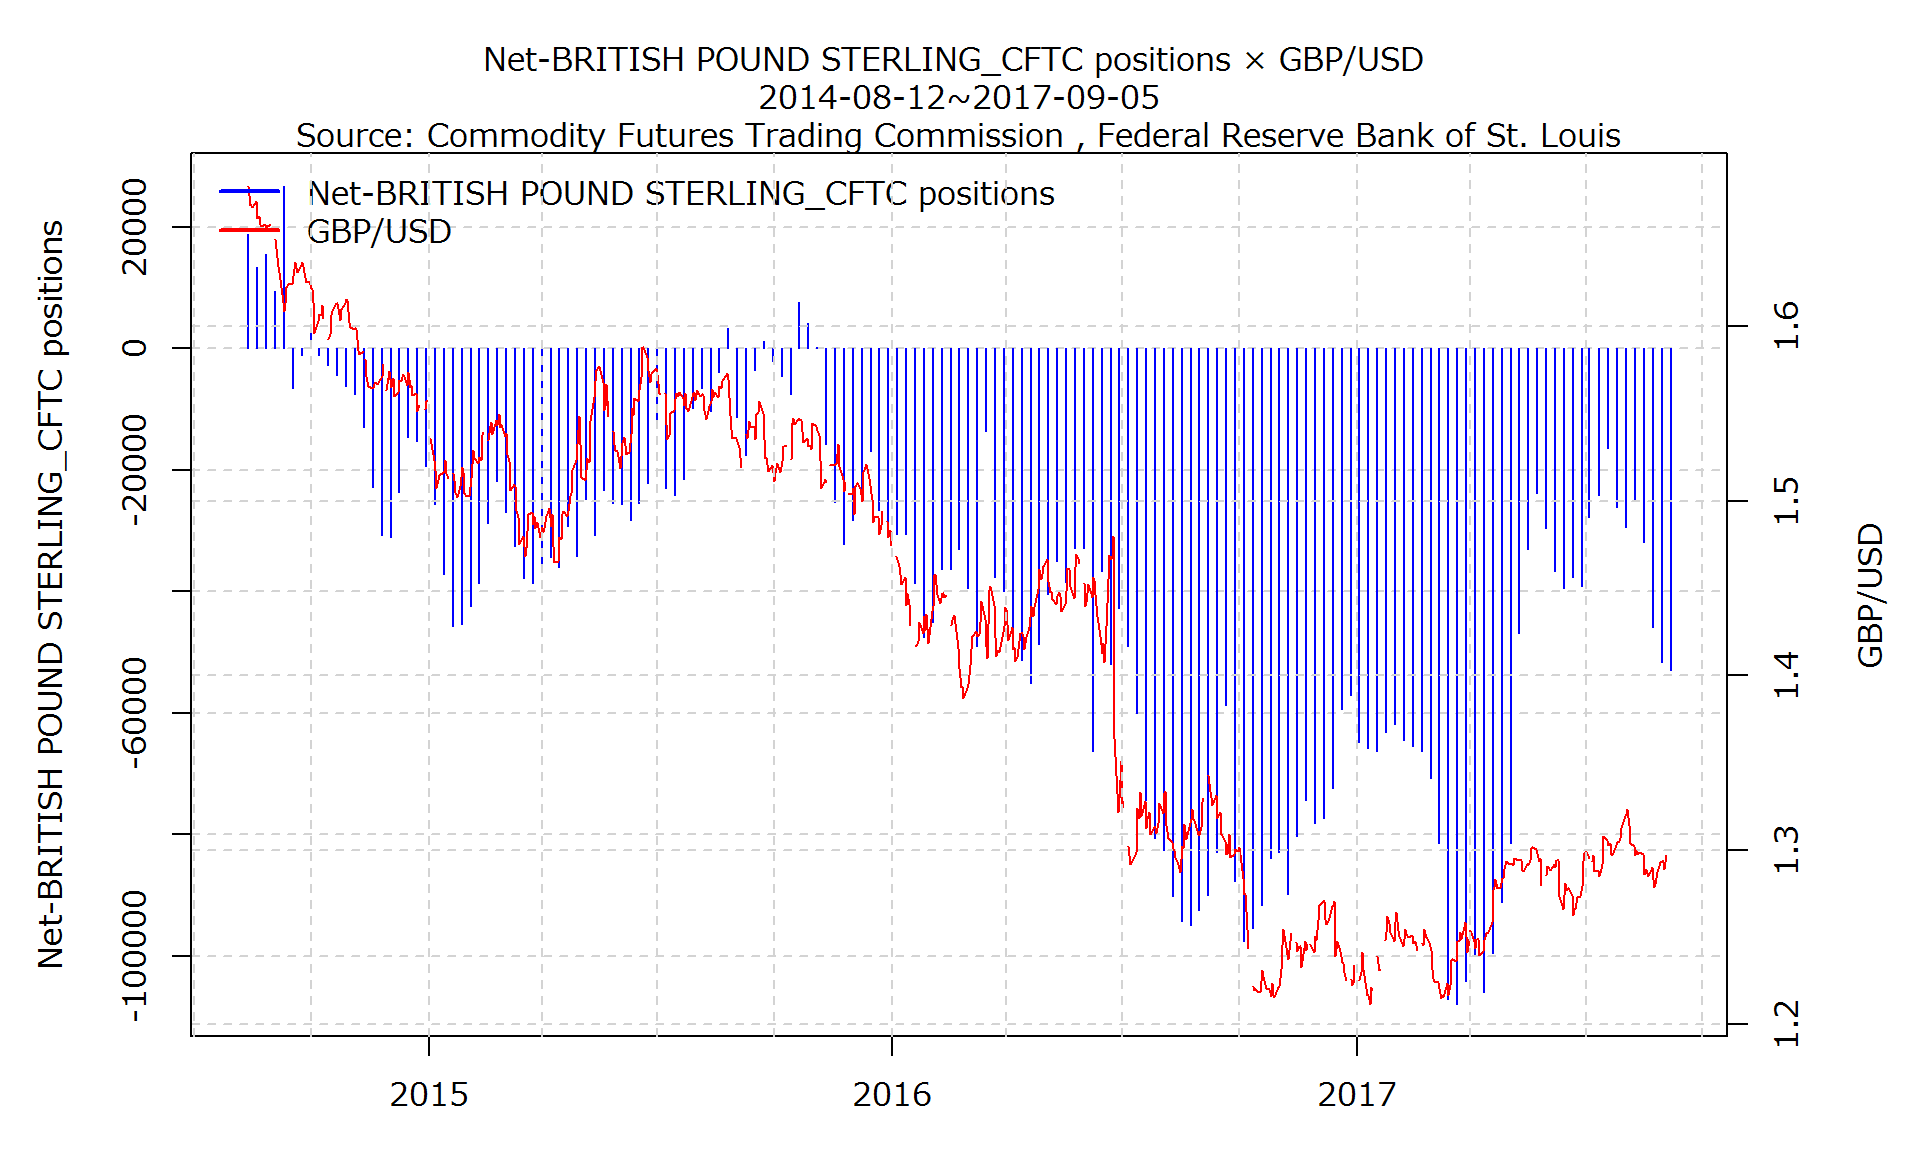 Net-BRITISH POUND STERLING_CFTC positions × GBP/USD
2014-08-12~2017-09-05
Source: Commodity Futures Trading Commission , Federal Reserve Bank of St. Louis
Net-BRITISH POUND STERLING_CFTC positions
GBP/USD
Net-BRITISH POUND STERLING_CFTC positions
20000
0
-20000
-60000
-100000
1.6
1.5
1.4
1.3
1.2
GBP/USD
2015
2016
2017